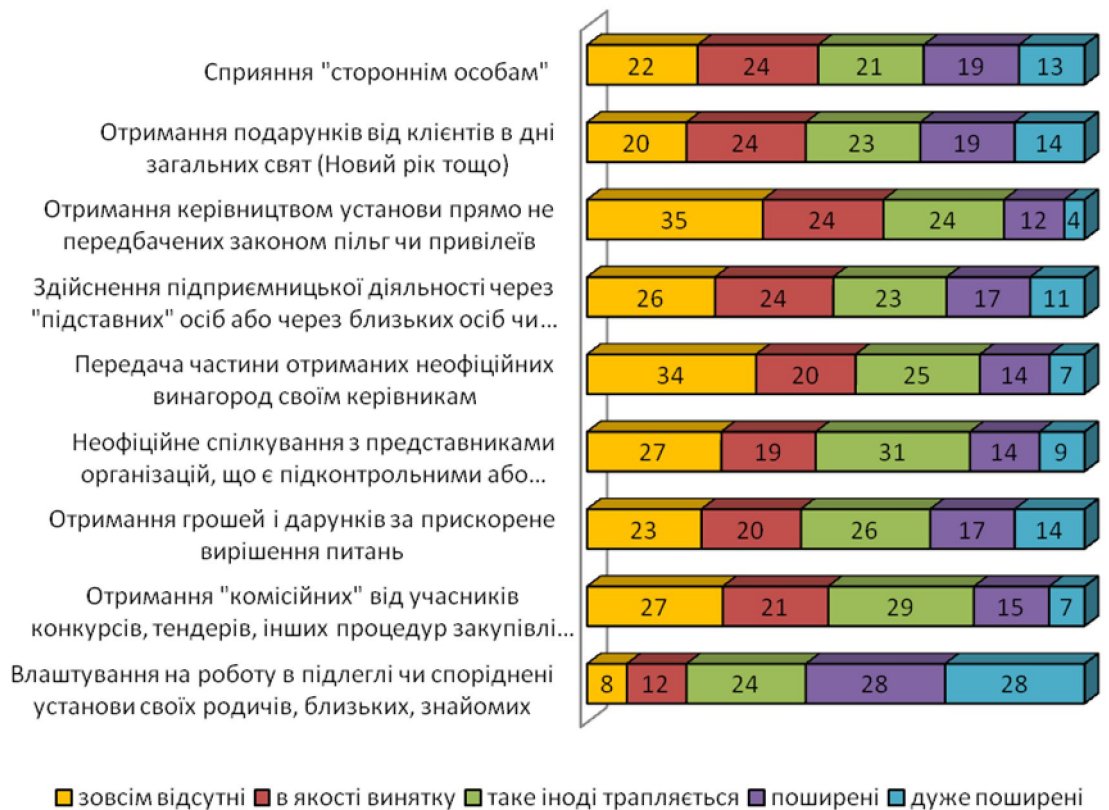 Сприяння "стороннім особам"
22 24 21 19 13
Отримання подарунків від клієнтів в дні
загальних свят (Новий рік тощо)
20 24 23 19 14
Отримання керівництвом установи прямо не
передбачених законом пільг чи привілеїв
35 24 24 12 4
Здійснення підприємницької діяльності через
"підставних" осіб або через близьких осіб чи...
26 24 23 17 11
Передача частини отриманих неофіційних
винагород своїм керівникам
34 20 25 14 7
Неофіційне спілкування з представниками
організацій, що є підконтрольними або...
27 19 31 14 9
Отримання грошей і дарунків за прискорене
вирішення питань
23 20 26 17 14
Отримання "комісійних" від учасників
конкурсів, тендерів, інших процедур закупівлі...
27 21 29 15 7
Влаштування на роботу в підлеглі чи споріднені
установи своїх родичів, близьких, знайомих
8 12 24 28 28
зовсім відсутні в якості винятку таке іноді трапляється поширені дуже поширені